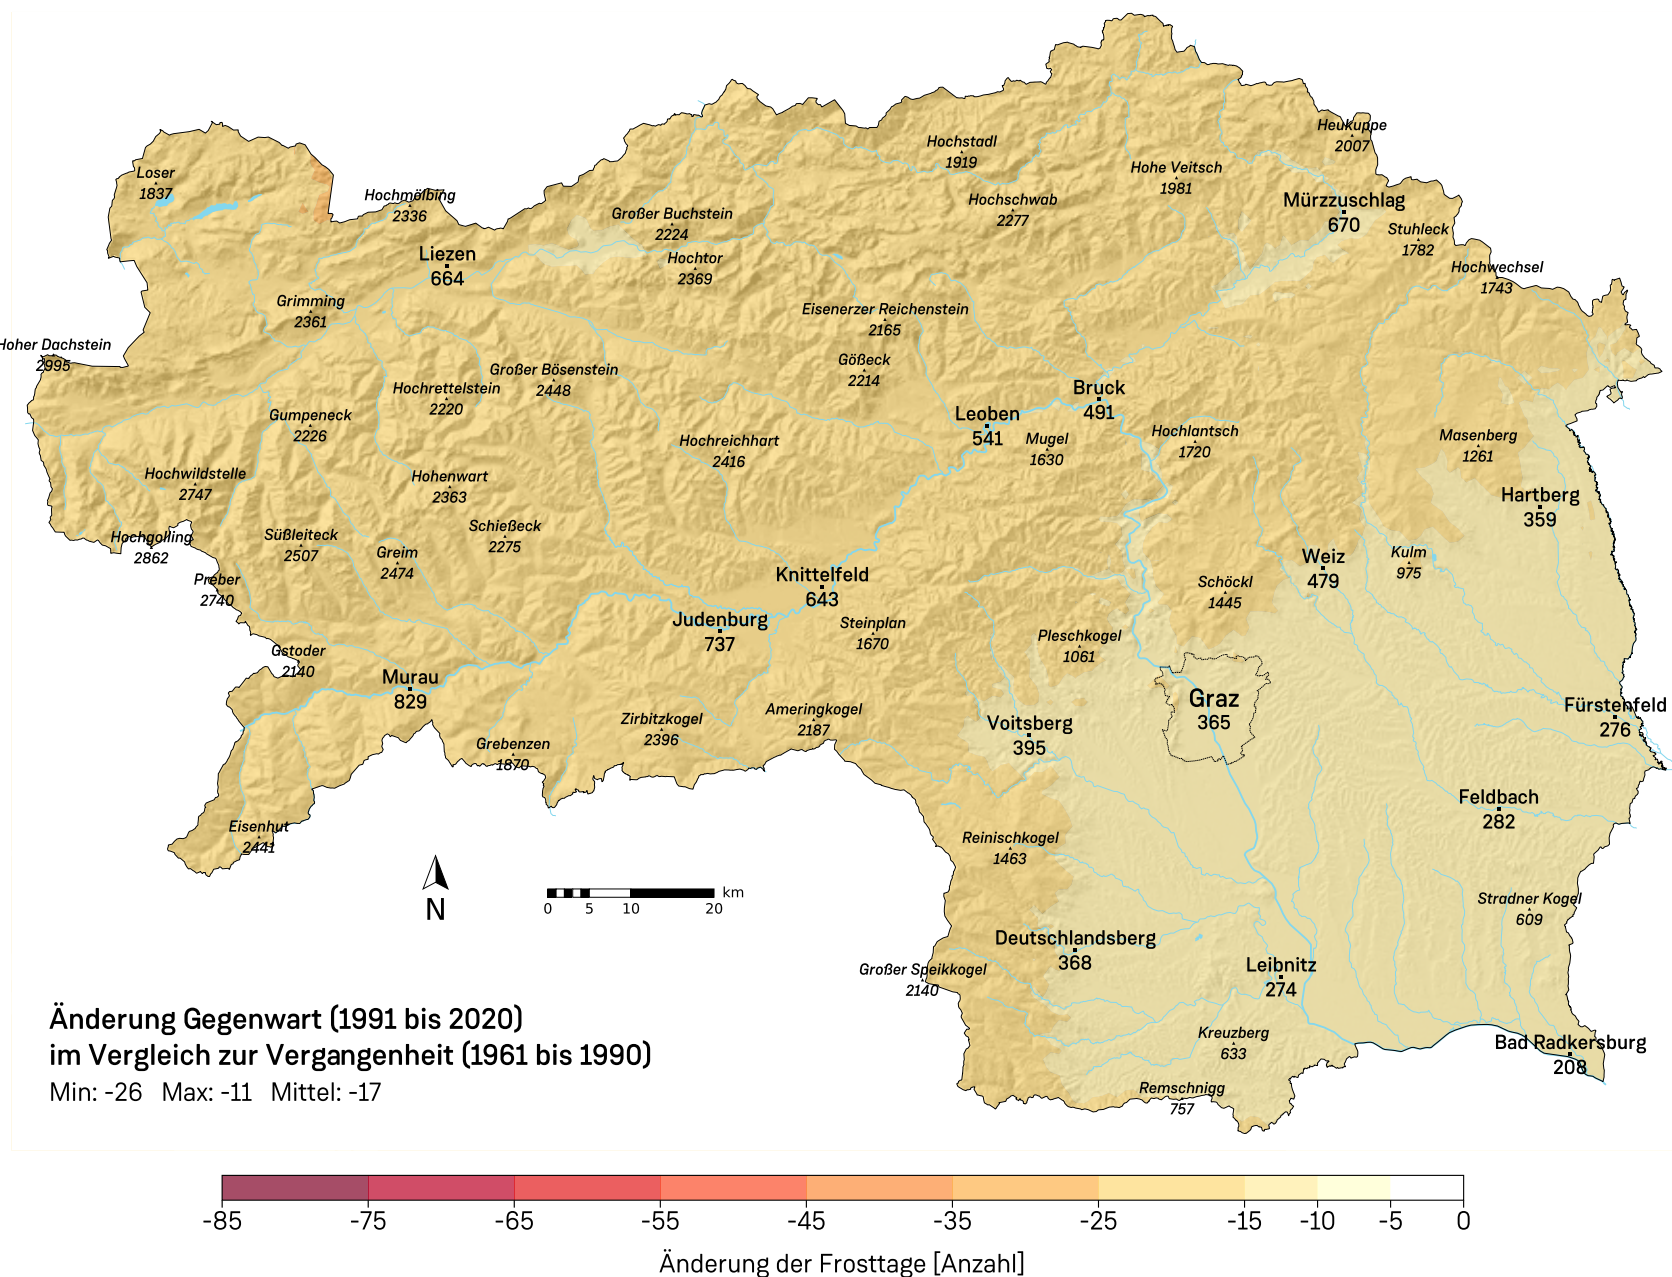 Heukuppe
2007
Hochstadl
1919
Hohe Veitsch
1981
Loser
1837
Hochmölbing
2336
Hochschwab
2277
Mürzzuschlag
670
Großer Buchstein
2224
Stuhleck
1782
Liezen
664
Hochtor
2369
Hochwechsel
1743
Grimming
2361
Eisenerzer Reichenstein
2165
Hoher Dachstein
2995
Gößeck
2214
Großer Bösenstein
2448
Hochrettelstein
2220
Bruck
491
Leoben
541
Gumpeneck
2226
Hochreichhart
2416
Mugel
1630
Hochlantsch
1720
Masenberg
1261
Hochwildstelle
2747
Hohenwart
2363
Hartberg
359
Schießeck
2275
Hochgolling
2862
Süßleiteck
2507
Greim
2474
Weiz
479
Kulm
975
Preber
2740
Knittelfeld
643
Schöckl
1445
Judenburg
737
Steinplan
1670
Pleschkogel
1061
Gstoder
2140
Murau
829
Graz
365
Fürstenfeld
276
Zirbitzkogel
2396
Ameringkogel
2187
Voitsberg
395
Grebenzen
1870
Feldbach
282
Eisenhut
2441
Reinischkogel
1463
N
km
0 5 10 20
Stradner Kogel
609
Deutschlandsberg
368
Großer Speikkogel
2140
Leibnitz
274
Kreuzberg
633
Bad Radkersburg
208
Remschnigg
757
Änderung Gegenwart (1991 bis 2020)
im Vergleich zur Vergangenheit (1961 bis 1990)
Min: -26 Max: -11 Mittel: -17
-85 -75 -65 -55 -45 -35 -25 -15 -10 -5 0
Änderung der Frosttage [Anzahl]